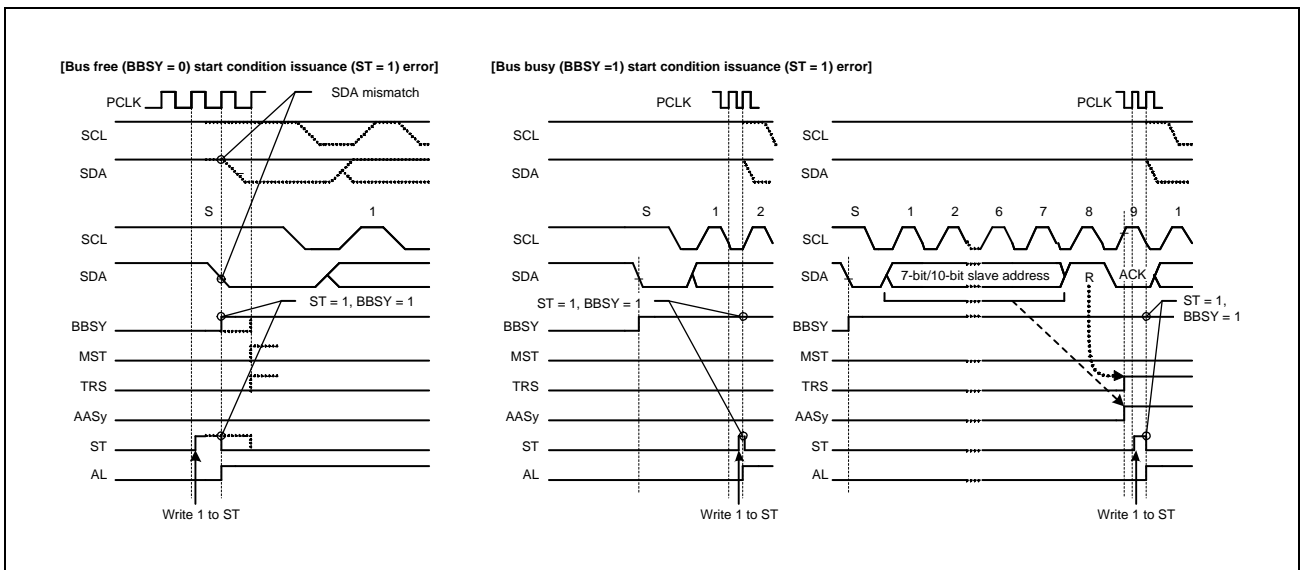 [Bus free (BBSY = 0) start condition issuance (ST = 1) error]
PCLK
SDA mismatch
SCL
SDA
S 1
SCL
SDA
ST = 1, BBSY = 1
BBSY
MST
TRS
AASy
ST
AL
Write 1 to ST
[Bus busy (BBSY =1) start condition issuance (ST = 1) error]
PCLK
SCL
SDA
S 1 2
SCL
SDA
ST = 1, BBSY = 1
BBSY
MST
TRS
AASy
ST
AL
Write 1 to ST
PCLK
SCL
SDA
S 1 2 6 7 8 9 1
SCL
SDA
7-bit/10-bit slave address
R
ACK
ST = 1,
BBSY = 1
BBSY
MST
TRS
AASy
ST
AL
Write 1 to ST